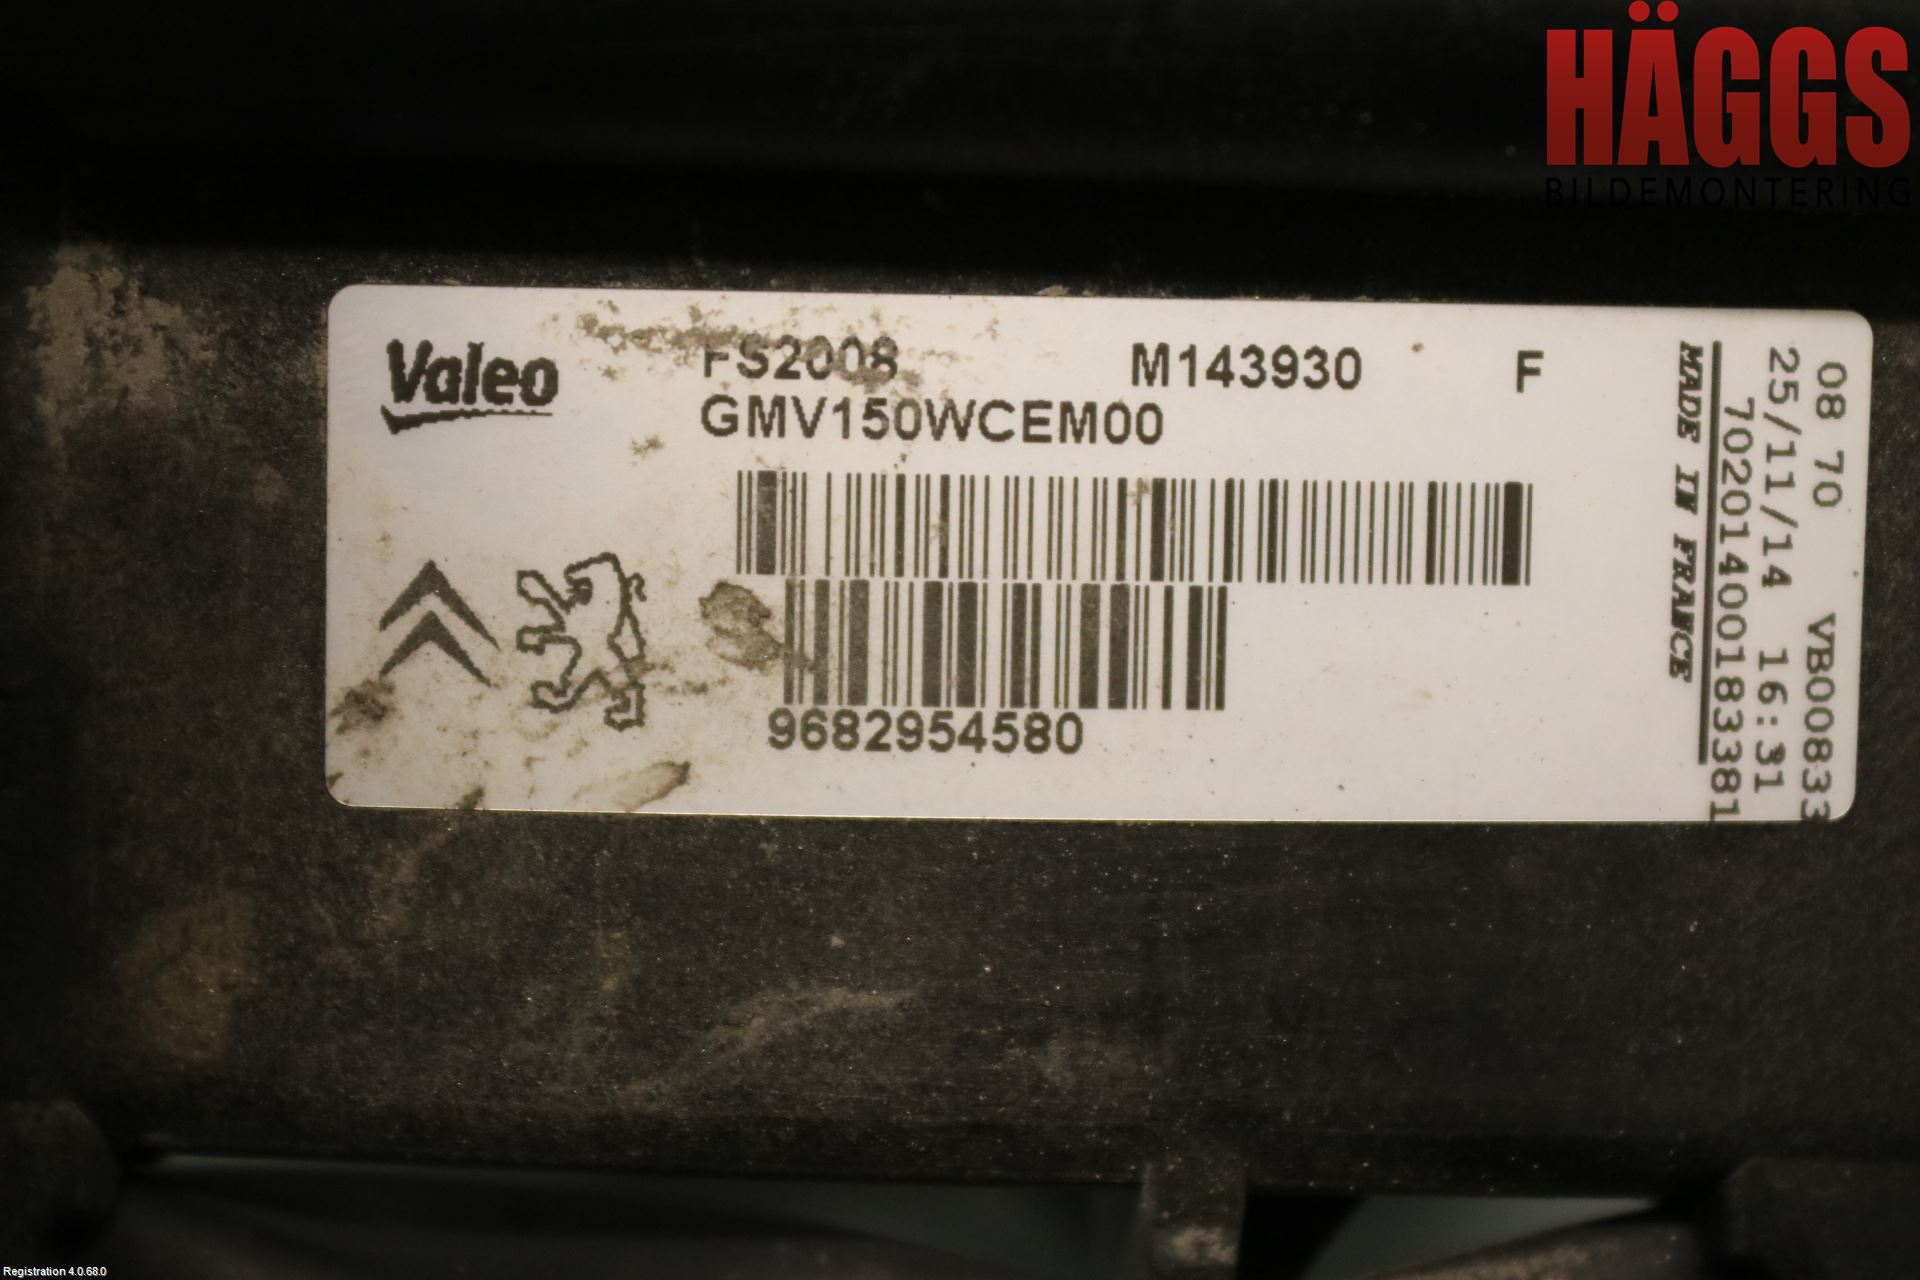 HÄGGS
BILDEMONTERING
Valeo
FS2008 M143930 F
GMV150WCEM00
9682954580
MADE IN FRANCE
702014001833381
25/11/14 16:31
08 70 VB00833
Registration 4.0.68.0